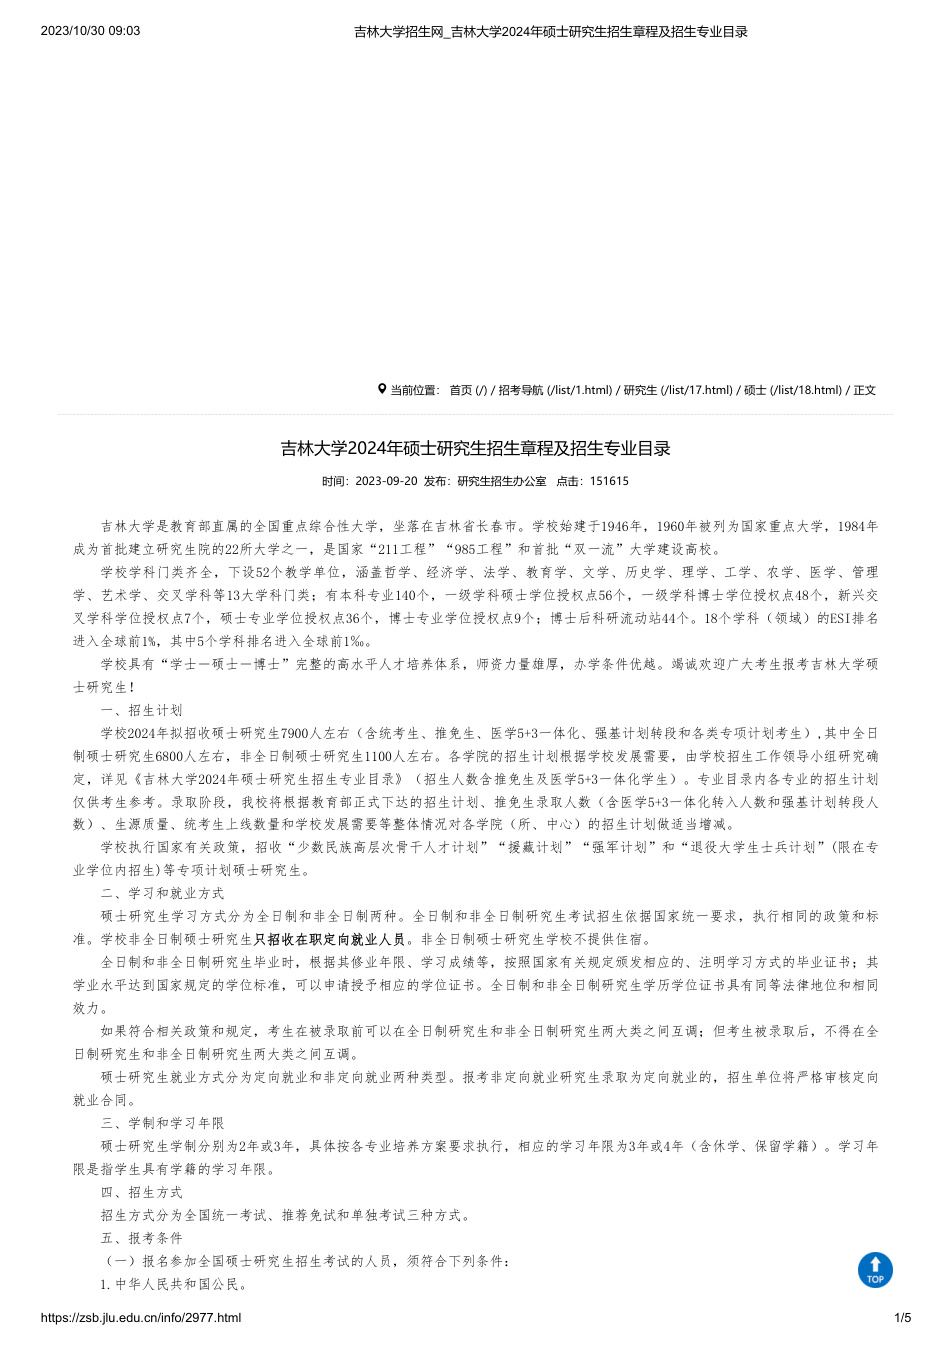 2023/10/30 09:03
吉林大学招生网_吉林大学2024年硕士研究生招生章程及招生专业目录
当前位置： 首页 (/) / 招考导航 (/list/1.html) / 研究生 (/list/17.html) / 硕士 (/list/18.html) / 正文
吉林大学2024年硕士研究生招生章程及招生专业目录
时间：2023-09-20 发布：研究生招生办公室 点击：151615
吉林大学是教育部直属的全国重点综合性大学，坐落在吉林省长春市。学校始建于1946年，1960年被列为国家重点大学，1984年
成为首批建立研究生院的22所大学之一，是国家“211工程”“985工程”和首批“双一流”大学建设高校。
学校学科门类齐全，下设52个教学单位，涵盖哲学、经济学、法学、教育学、文学、历史学、理学、工学、农学、医学、管理
学、艺术学、交叉学科等13大学科门类；有本科专业140个，一级学科硕士学位授权点56个，一级学科博士学位授权点48个，新兴交
叉学科学位授权点7个，硕士专业学位授权点36个，博士专业学位授权点9个；博士后科研流动站44个。18个学科（领域）的ESI排名
进入全球前1%，其中5个学科排名进入全球前1‰。
学校具有“学士－硕士－博士”完整的高水平人才培养体系，师资力量雄厚，办学条件优越。竭诚欢迎广大考生报考吉林大学硕
士研究生！
一、招生计划
学校2024年拟招收硕士研究生7900人左右（含统考生、推免生、医学5+3一体化、强基计划转段和各类专项计划考生）,其中全日
制硕士研究生6800人左右，非全日制硕士研究生1100人左右。各学院的招生计划根据学校发展需要，由学校招生工作领导小组研究确
定，详见《吉林大学2024年硕士研究生招生专业目录》（招生人数含推免生及医学5+3一体化学生）。专业目录内各专业的招生计划
仅供考生参考。录取阶段，我校将根据教育部正式下达的招生计划、推免生录取人数（含医学5+3一体化转入人数和强基计划转段人
数）、生源质量、统考生上线数量和学校发展需要等整体情况对各学院（所、中心）的招生计划做适当增减。
学校执行国家有关政策，招收“少数民族高层次骨干人才计划”“援藏计划”“强军计划”和“退役大学生士兵计划”(限在专
业学位内招生)等专项计划硕士研究生。
二、学习和就业方式
硕士研究生学习方式分为全日制和非全日制两种。全日制和非全日制研究生考试招生依据国家统一要求，执行相同的政策和标
准。学校非全日制硕士研究生只招收在职定向就业人员。非全日制硕士研究生学校不提供住宿。
全日制和非全日制研究生毕业时，根据其修业年限、学习成绩等，按照国家有关规定颁发相应的、注明学习方式的毕业证书；其
学业水平达到国家规定的学位标准，可以申请授予相应的学位证书。全日制和非全日制研究生学历学位证书具有同等法律地位和相同
效力。
如果符合相关政策和规定，考生在被录取前可以在全日制研究生和非全日制研究生两大类之间互调；但考生被录取后，不得在全
日制研究生和非全日制研究生两大类之间互调。
硕士研究生就业方式分为定向就业和非定向就业两种类型。报考非定向就业研究生录取为定向就业的，招生单位将严格审核定向
就业合同。
三、学制和学习年限
硕士研究生学制分别为2年或3年，具体按各专业培养方案要求执行，相应的学习年限为3年或4年（含休学、保留学籍）。学习年
限是指学生具有学籍的学习年限。
四、招生方式
招生方式分为全国统一考试、推荐免试和单独考试三种方式。
五、报考条件
（一）报名参加全国硕士研究生招生考试的人员，须符合下列条件：
1.中华人民共和国公民。
TOP
https://zsb.jlu.edu.cn/info/2977.html
1/5